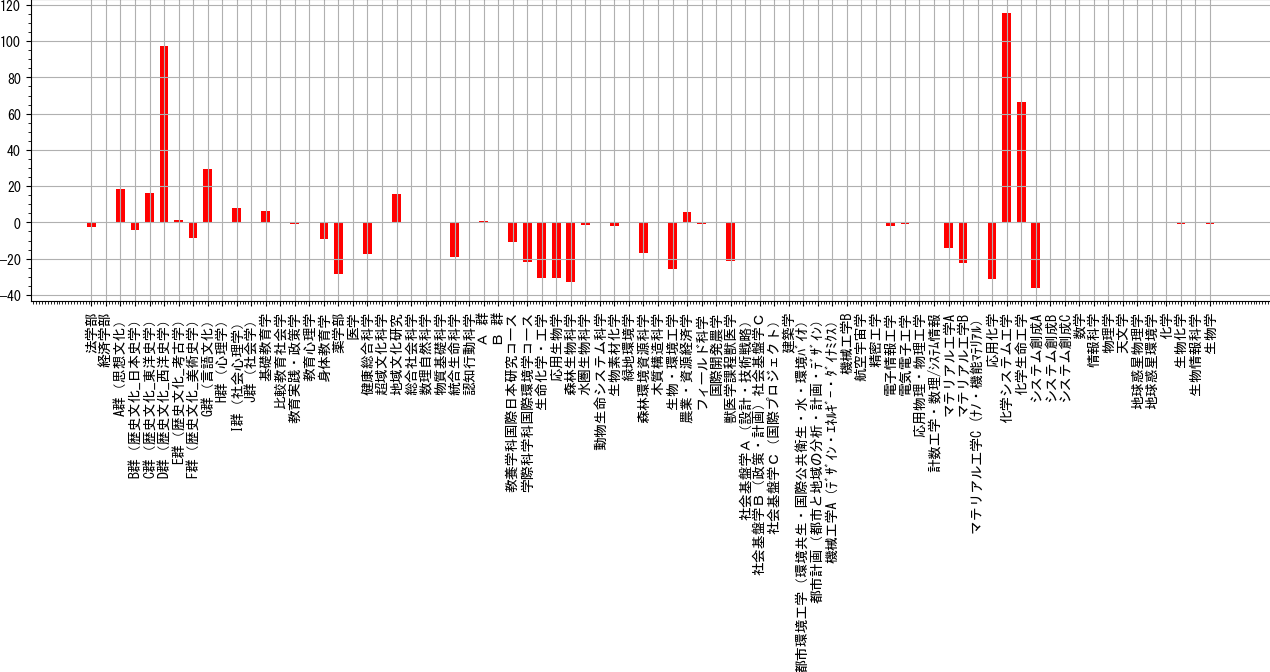 120
100
80
60
40
20
0
−20
−40
法学部
経済学部
A群（思想文化）
B群（歴史文化_日本史学）
C群（歴史文化_東洋史学）
D群（歴史文化_西洋史学）
E群（歴史文化_考古学）
F群（歴史文化_美術史学）
G群（言語文化）
H群（心理学）
I群（社会心理学）
J群（社会学）
基礎教育学
比較教育社会学
教育実践・政策学
教育心理学
身体教育学
薬学部
医学
健康総合科学
超域文化科学
地域文化研究
総合社会科学
数理自然科学
物質基礎科学
統合生命科学
認知行動科学
Ａ　群
Ｂ　群
教養学科国際日本研究コース
学際科学科国際環境学コース
生命化学・工学
応用生物学
森林生物科学
水圏生物科学
動物生命システム科学
生物素材化学
緑地環境学
森林環境資源科学
木質構造科学
生物・環境工学
農業・資源経済学
フィールド科学
国際開発農学
獣医学課程獣医学
社会基盤学Ａ（設計・技術戦略）
社会基盤学Ｂ（政策・計画）社会基盤学Ｃ
社会基盤学Ｃ（国際プロジェクト）
建築学
都市環境工学（環境共生・国際公共衛生・水・環境ﾊﾞｲｵ）
都市計画（都市と地域の分析・計画・ﾃﾞｻﾞｲﾝ）
機械工学A（ﾃﾞｻﾞｲﾝ・ｴﾈﾙｷﾞｰ・ﾀﾞｲﾅﾐｸｽ）
機械工学B
航空宇宙学
精密工学
電子情報工学
電気電子工学
応用物理・物理工学
計数工学・数理/ｼｽﾃﾑ情報
マテリアル工学A
マテリアル工学B
マテリアル工学C（ﾅﾉ・機能ﾏﾃﾘｱﾙ）
応用化学
化学システム工学
化学生命工学
システム創成A
システム創成B
システム創成C
数学
情報科学
物理学
天文学
地球惑星物理学
地球惑星環境学
化学
生物化学
生物情報科学
生物学